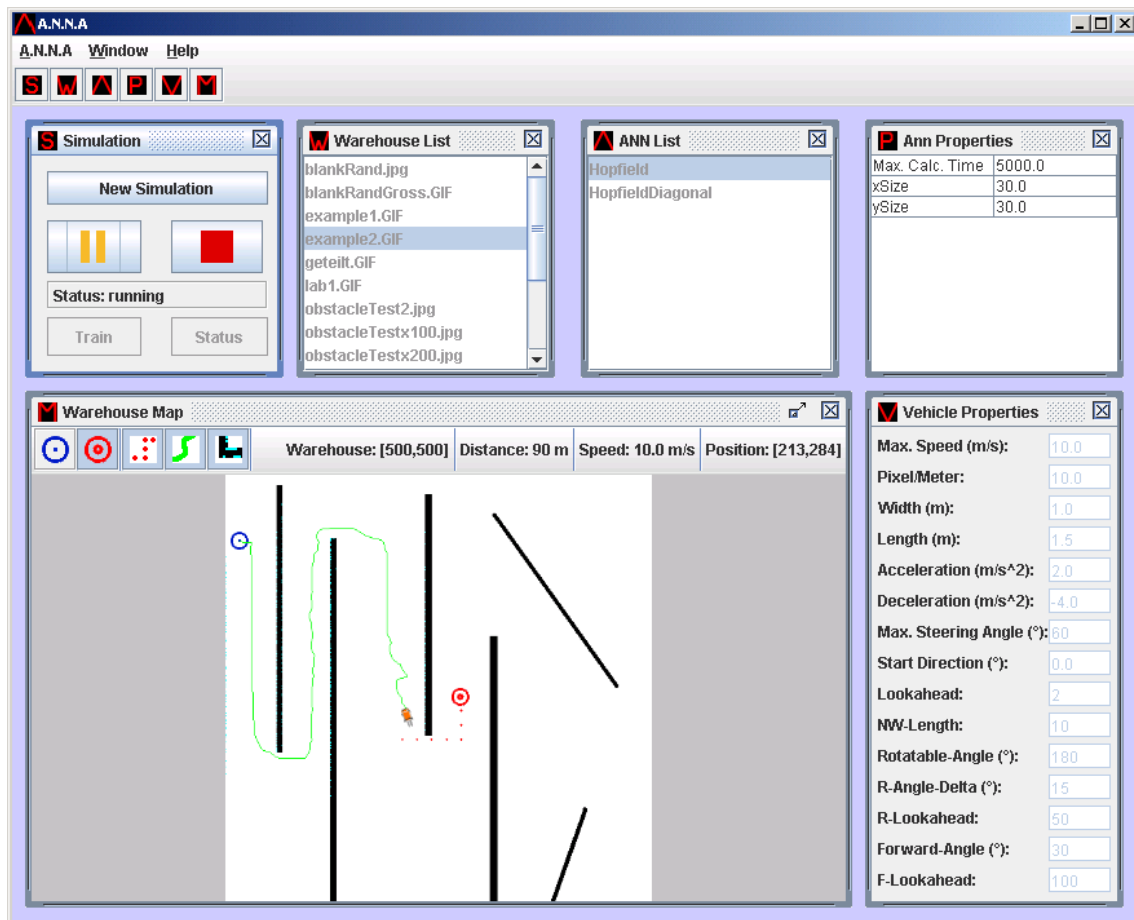 A.N.N.A
A.N.N.A Window Help
S W Λ P V M
S Simulation
New Simulation
Status: running
Train Status
W Warehouse List
blankRand.jpg
blankRandGross.GIF
example1.GIF
example2.GIF
geteilt.GIF
lab1.GIF
obstacleTest2.jpg
obstacleTestx100.jpg
obstacleTestx200.jpg
Λ ANN List
Hopfield
HopfieldDiagonal
P Ann Properties
Max. Calc. Time 5000.0
xSize 30.0
ySize 30.0
M Warehouse Map
Warehouse: [500,500] Distance: 90 m Speed: 10.0 m/s Position: [213,284]
V Vehicle Properties
Max. Speed (m/s): 10.0
Pixel/Meter: 10.0
Width (m): 1.0
Length (m): 1.5
Acceleration (m/s^2): 2.0
Deceleration (m/s^2): -4.0
Max. Steering Angle (°): 60
Start Direction (°): 0.0
Lookahead: 2
NW-Length: 10
Rotatable-Angle (°): 180
R-Angle-Delta (°): 15
R-Lookahead: 50
Forward-Angle (°): 30
F-Lookahead: 100